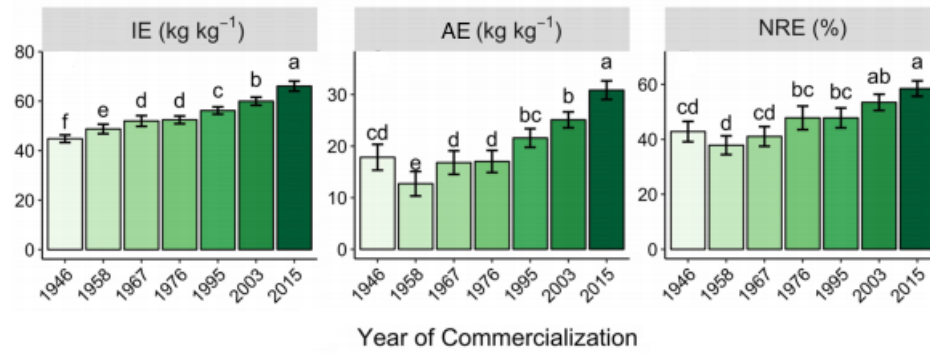 IE (kg kg⁻¹)
AE (kg kg⁻¹)
NRE (%)
80
60
40
20
0
f
e
d
d
c
b
a
1946
1958
1967
1976
1995
2003
2015
30
20
10
0
cd
e
d
d
bc
b
a
1946
1958
1967
1976
1995
2003
2015
60
40
20
0
cd
d
cd
bc
bc
ab
a
1946
1958
1967
1976
1995
2003
2015
Year of Commercialization